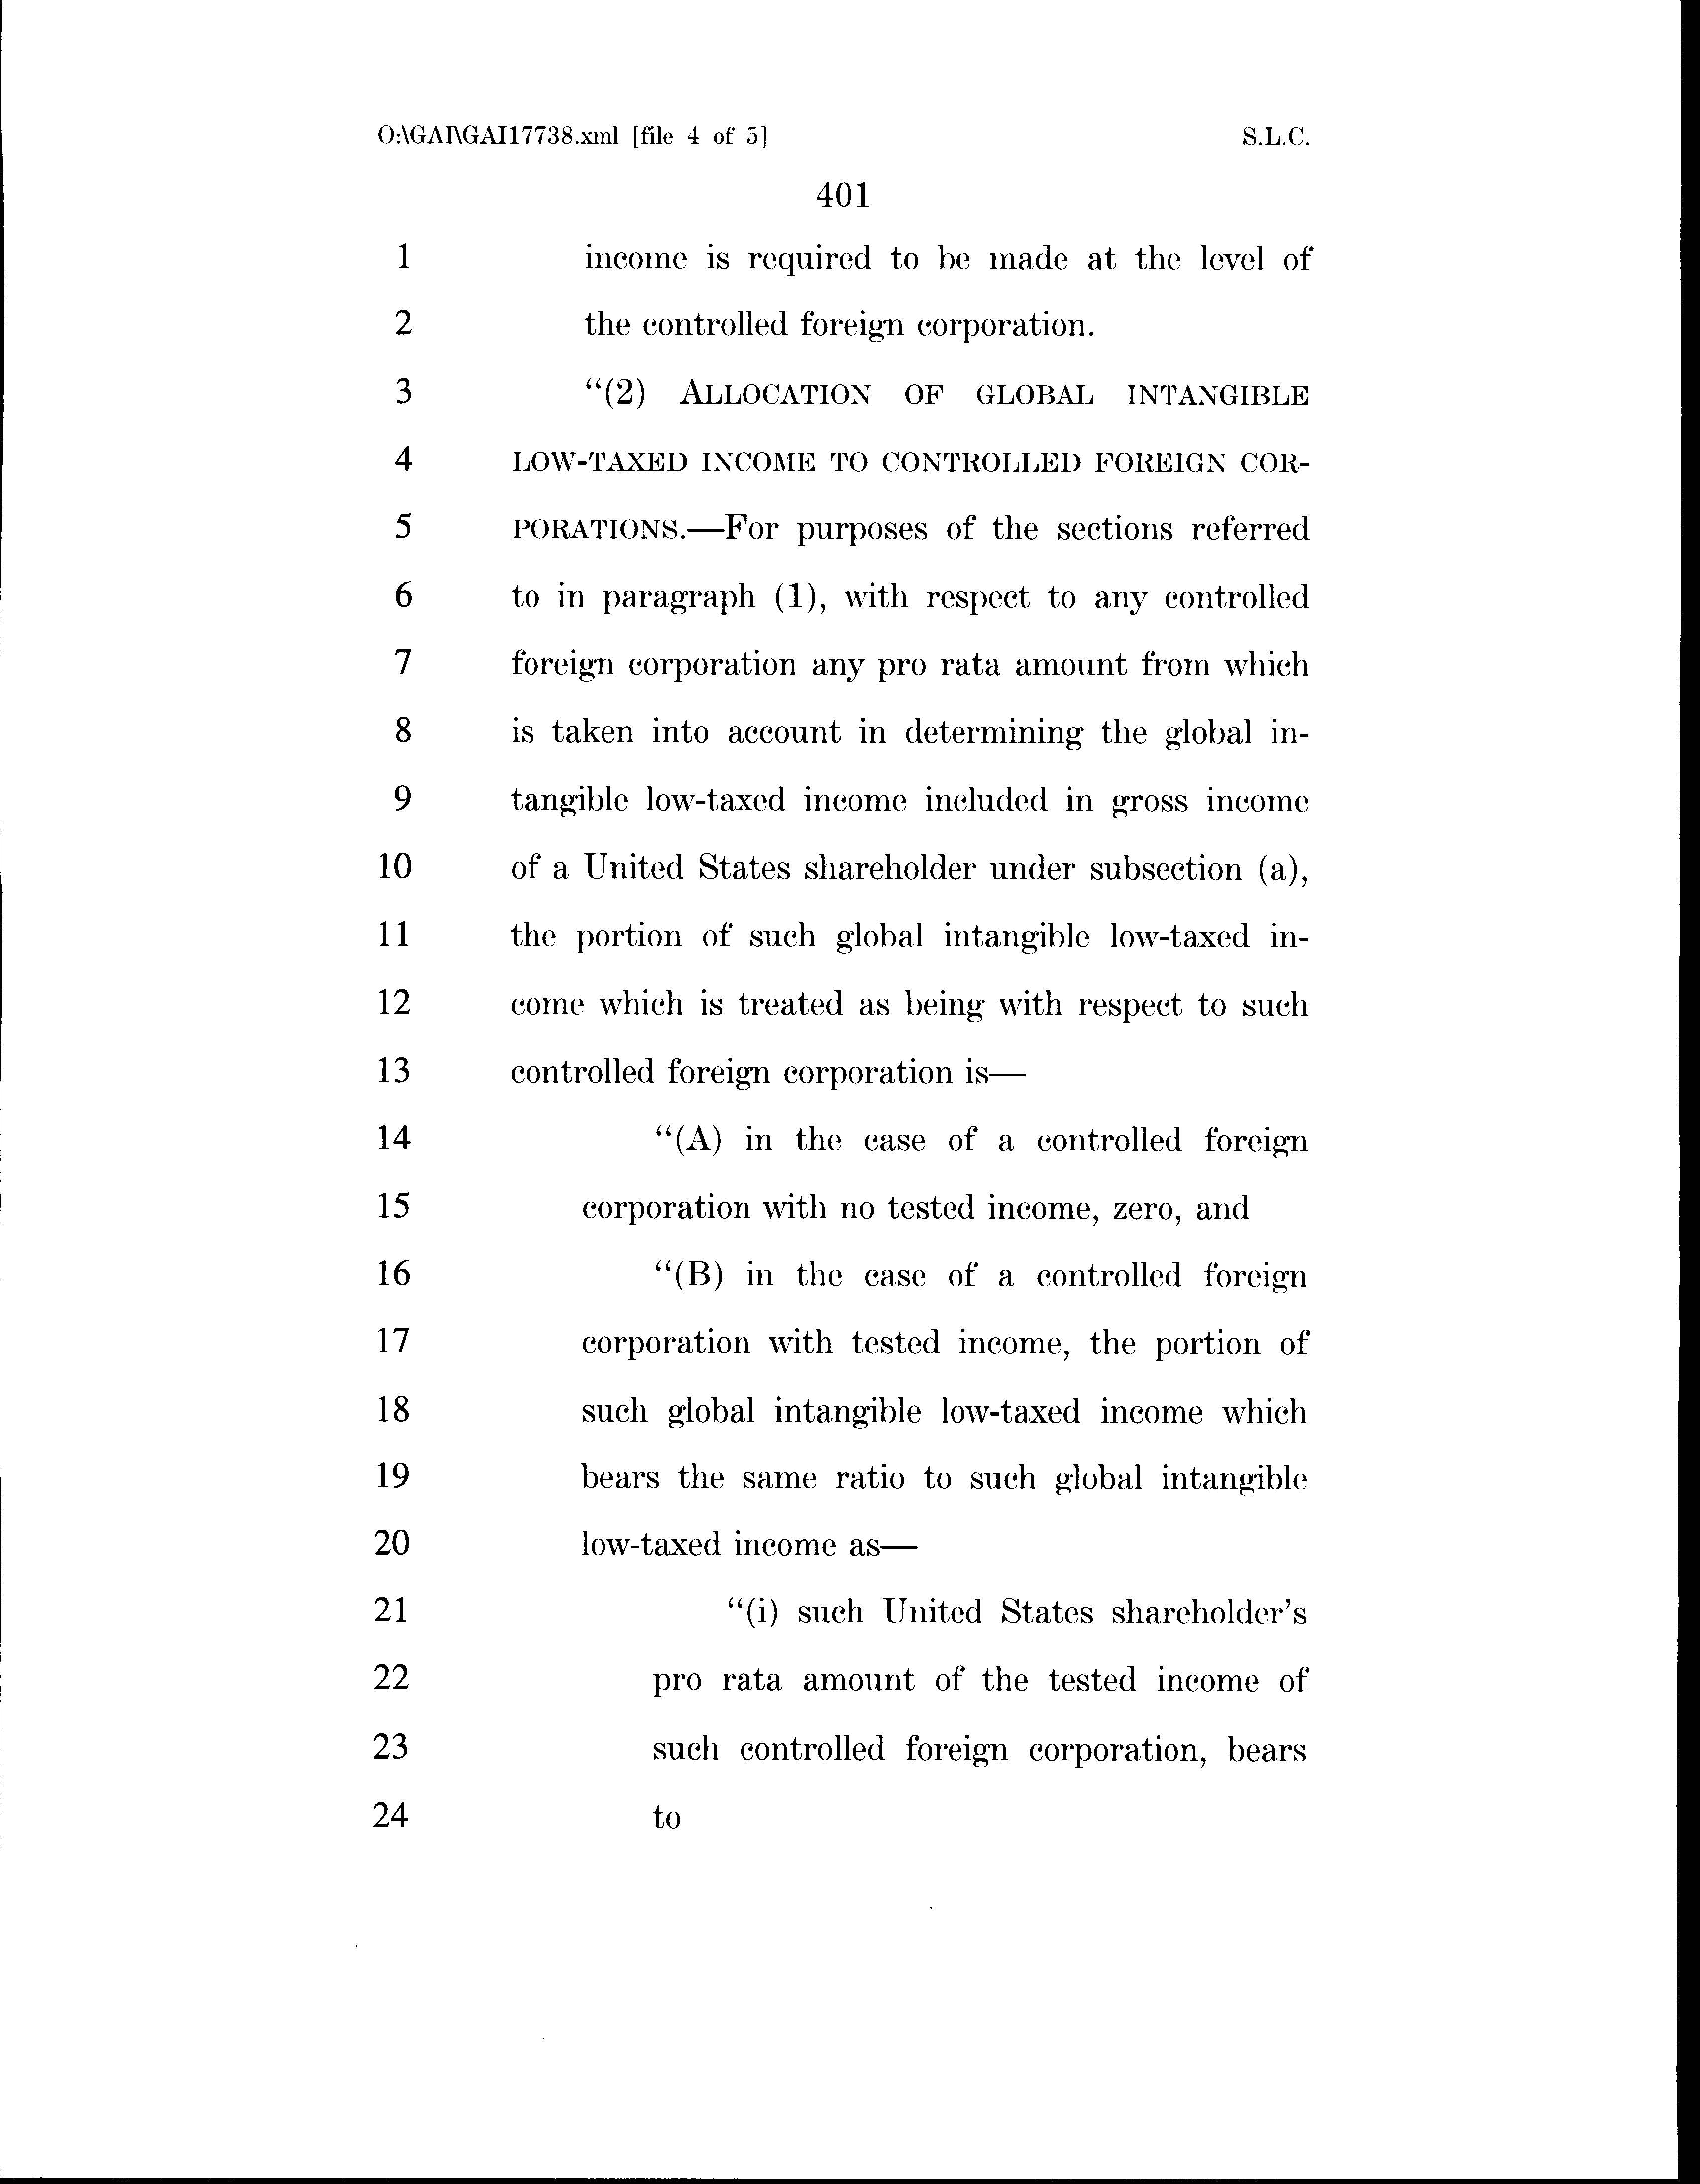 O:\GAI\GAI17738.xml [file 4 of 5] S.L.C.
401
1 income is required to be made at the level of
2 the controlled foreign corporation.
3 “(2) ALLOCATION OF GLOBAL INTANGIBLE
4 LOW-TAXED INCOME TO CONTROLLED FOREIGN COR-
5 PORATIONS.—For purposes of the sections referred
6 to in paragraph (1), with respect to any controlled
7 foreign corporation any pro rata amount from which
8 is taken into account in determining the global in-
9 tangible low-taxed income included in gross income
10 of a United States shareholder under subsection (a),
11 the portion of such global intangible low-taxed in-
12 come which is treated as being with respect to such
13 controlled foreign corporation is—
14 “(A) in the case of a controlled foreign
15 corporation with no tested income, zero, and
16 “(B) in the case of a controlled foreign
17 corporation with tested income, the portion of
18 such global intangible low-taxed income which
19 bears the same ratio to such global intangible
20 low-taxed income as—
21 “(i) such United States shareholder’s
22 pro rata amount of the tested income of
23 such controlled foreign corporation, bears
24 to